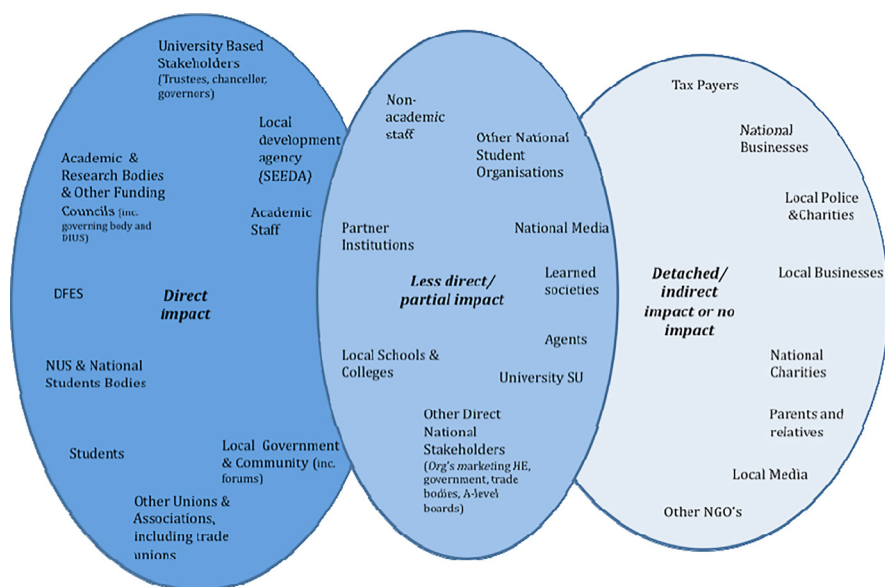 University Based
Stakeholders
(Trustees, chancellor,
governors)
Local
development
agency
(SEEDA)
Academic &
Research Bodies
& Other Funding
Councils (inc.
governing body and
DIUS)
Academic
Staff
DFES
Direct
impact
NUS & National
Students Bodies
Students
Local Government
& Community (inc.
forums)
Other Unions &
Associations,
including trade
unions
Non-
academic
staff
Other National
Student
Organisations
Partner
Institutions
National Media
Less direct/
partial impact
Learned
societies
Agents
Local Schools &
Colleges
University SU
Other Direct
National
Stakeholders
(Org's marketing HE,
government, trade
bodies, A-level
boards)
Tax Payers
National
Businesses
Local Police
&Charities
Detached/
indirect
impact or no
impact
Local Businesses
National
Charities
Parents and
relatives
Local Media
Other NGO's